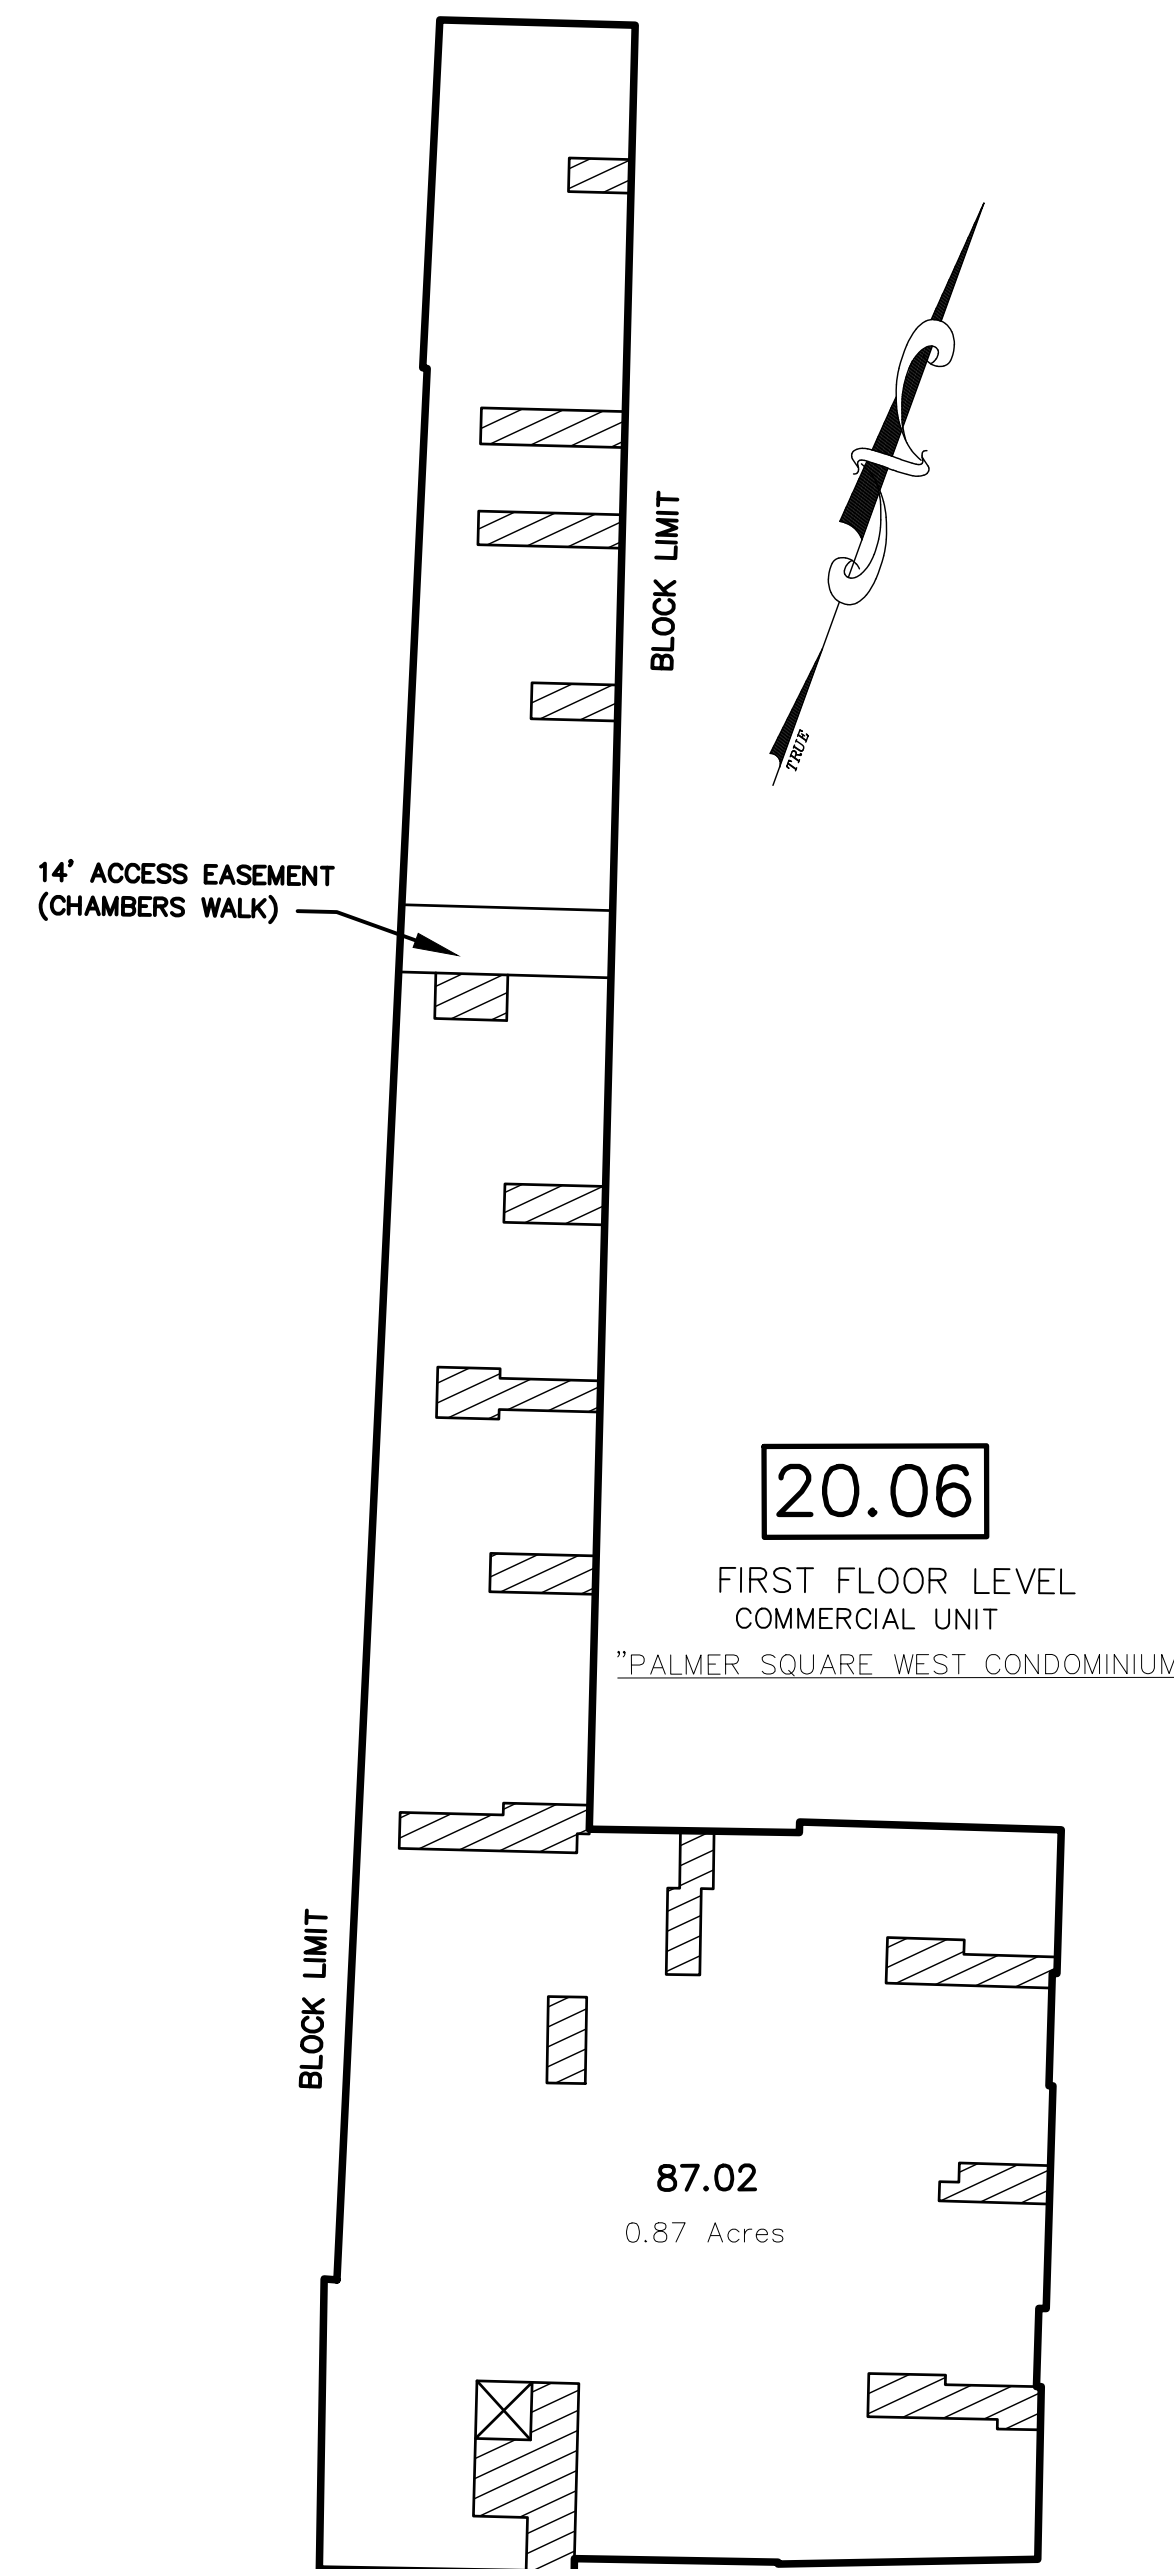 BLOCK LIMIT
TRUE
14' ACCESS EASEMENT
(CHAMBERS WALK)
20.06
FIRST FLOOR LEVEL
COMMERCIAL UNIT
"PALMER SQUARE WEST CONDOMINIUM
BLOCK LIMIT
87.02
0.87 Acres